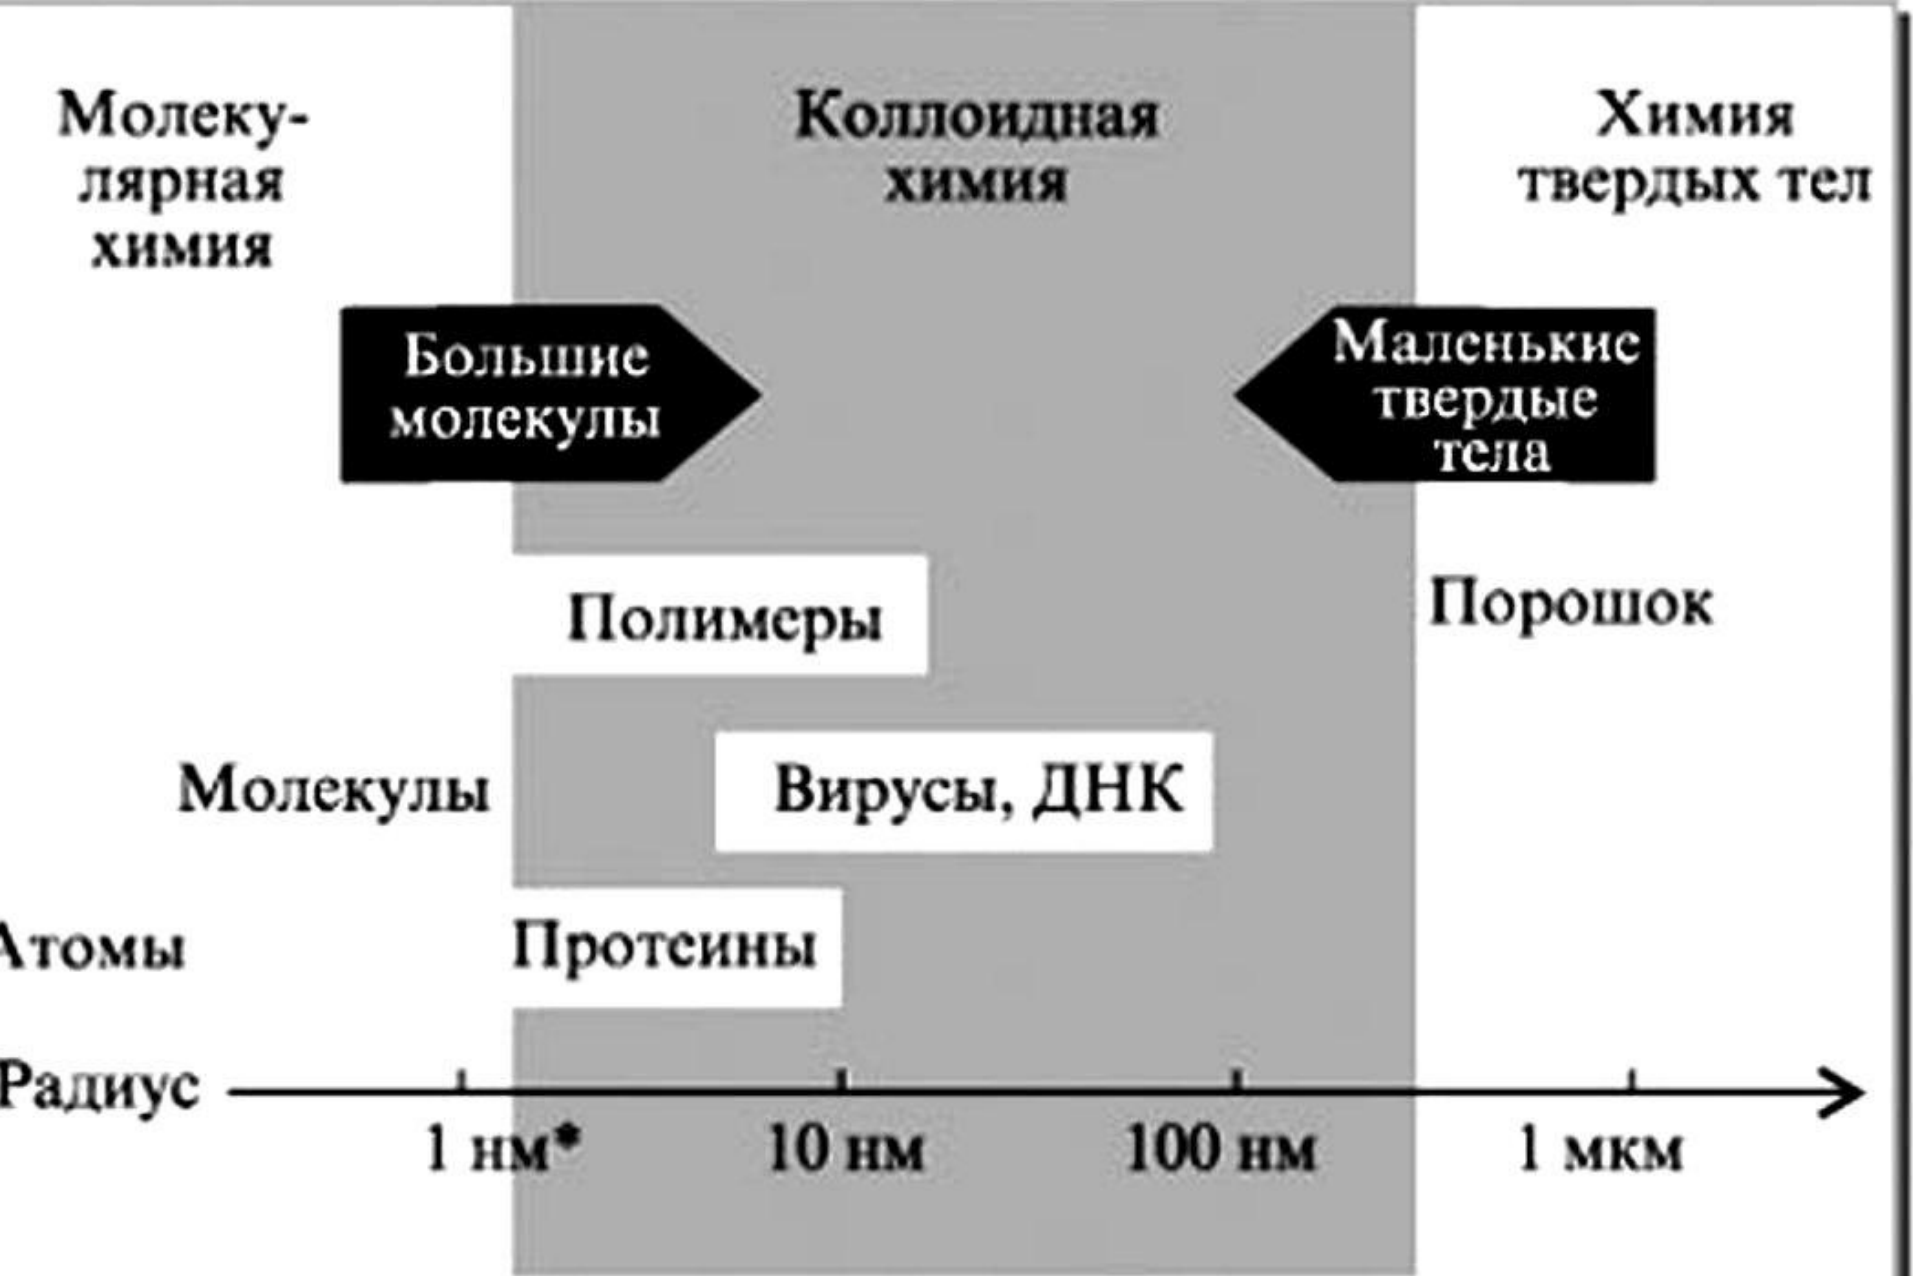 Молеку-
лярная
химия
Коллоидная
химия
Химия
твердых тел
Большие
молекулы
Маленькие
твердые
тела
Полимеры
Порошок
Молекулы
Вирусы, ДНК
Атомы
Протеины
Радиус
1 нм*
10 нм
100 нм
1 мкм